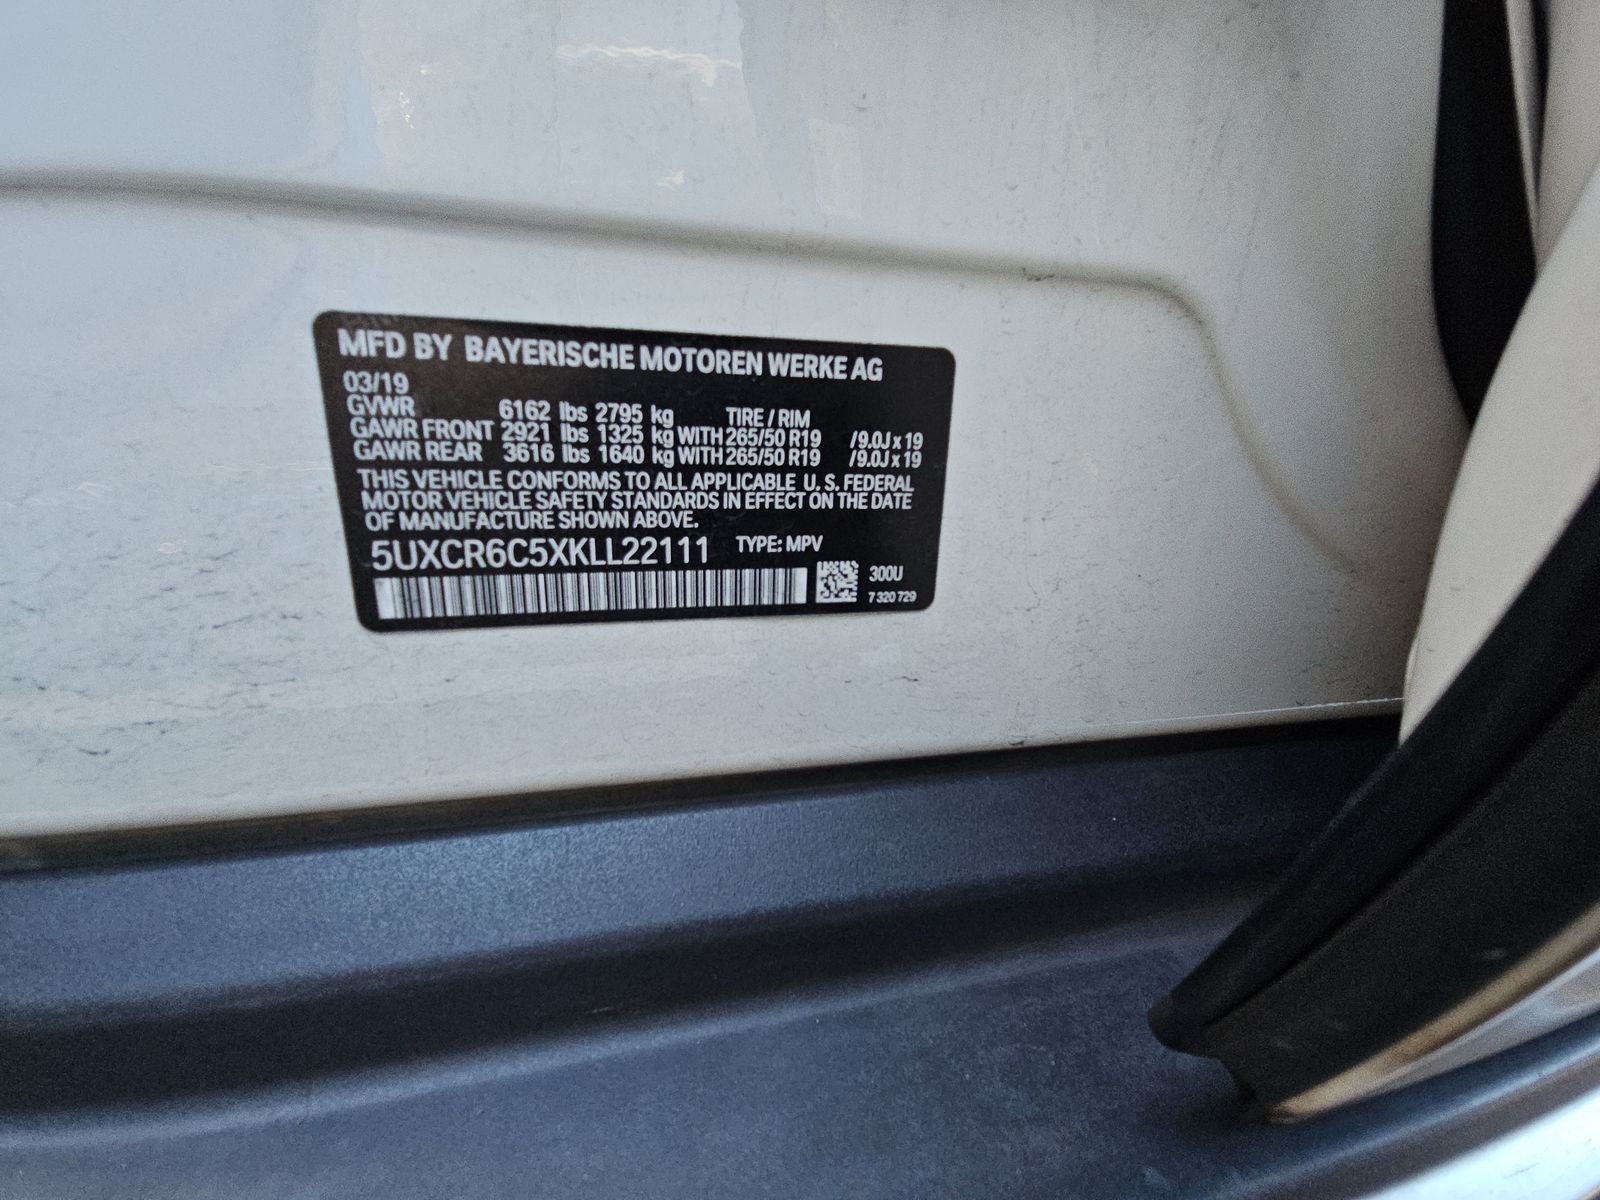 MFD BY BAYERISCHE MOTOREN WERKE AG
03/19
GVWR 6162 lbs 2795 kg TIRE / RIM
GAWR FRONT 2921 lbs 1325 kg WITH 265/50 R19 /9.0J x 19
GAWR REAR 3616 lbs 1640 kg WITH 265/50 R19 /9.0J x 19
THIS VEHICLE CONFORMS TO ALL APPLICABLE U. S. FEDERAL
MOTOR VEHICLE SAFETY STANDARDS IN EFFECT ON THE DATE
OF MANUFACTURE SHOWN ABOVE.
5UXCR6C5XKLL22111 TYPE: MPV
300U
7 320 729